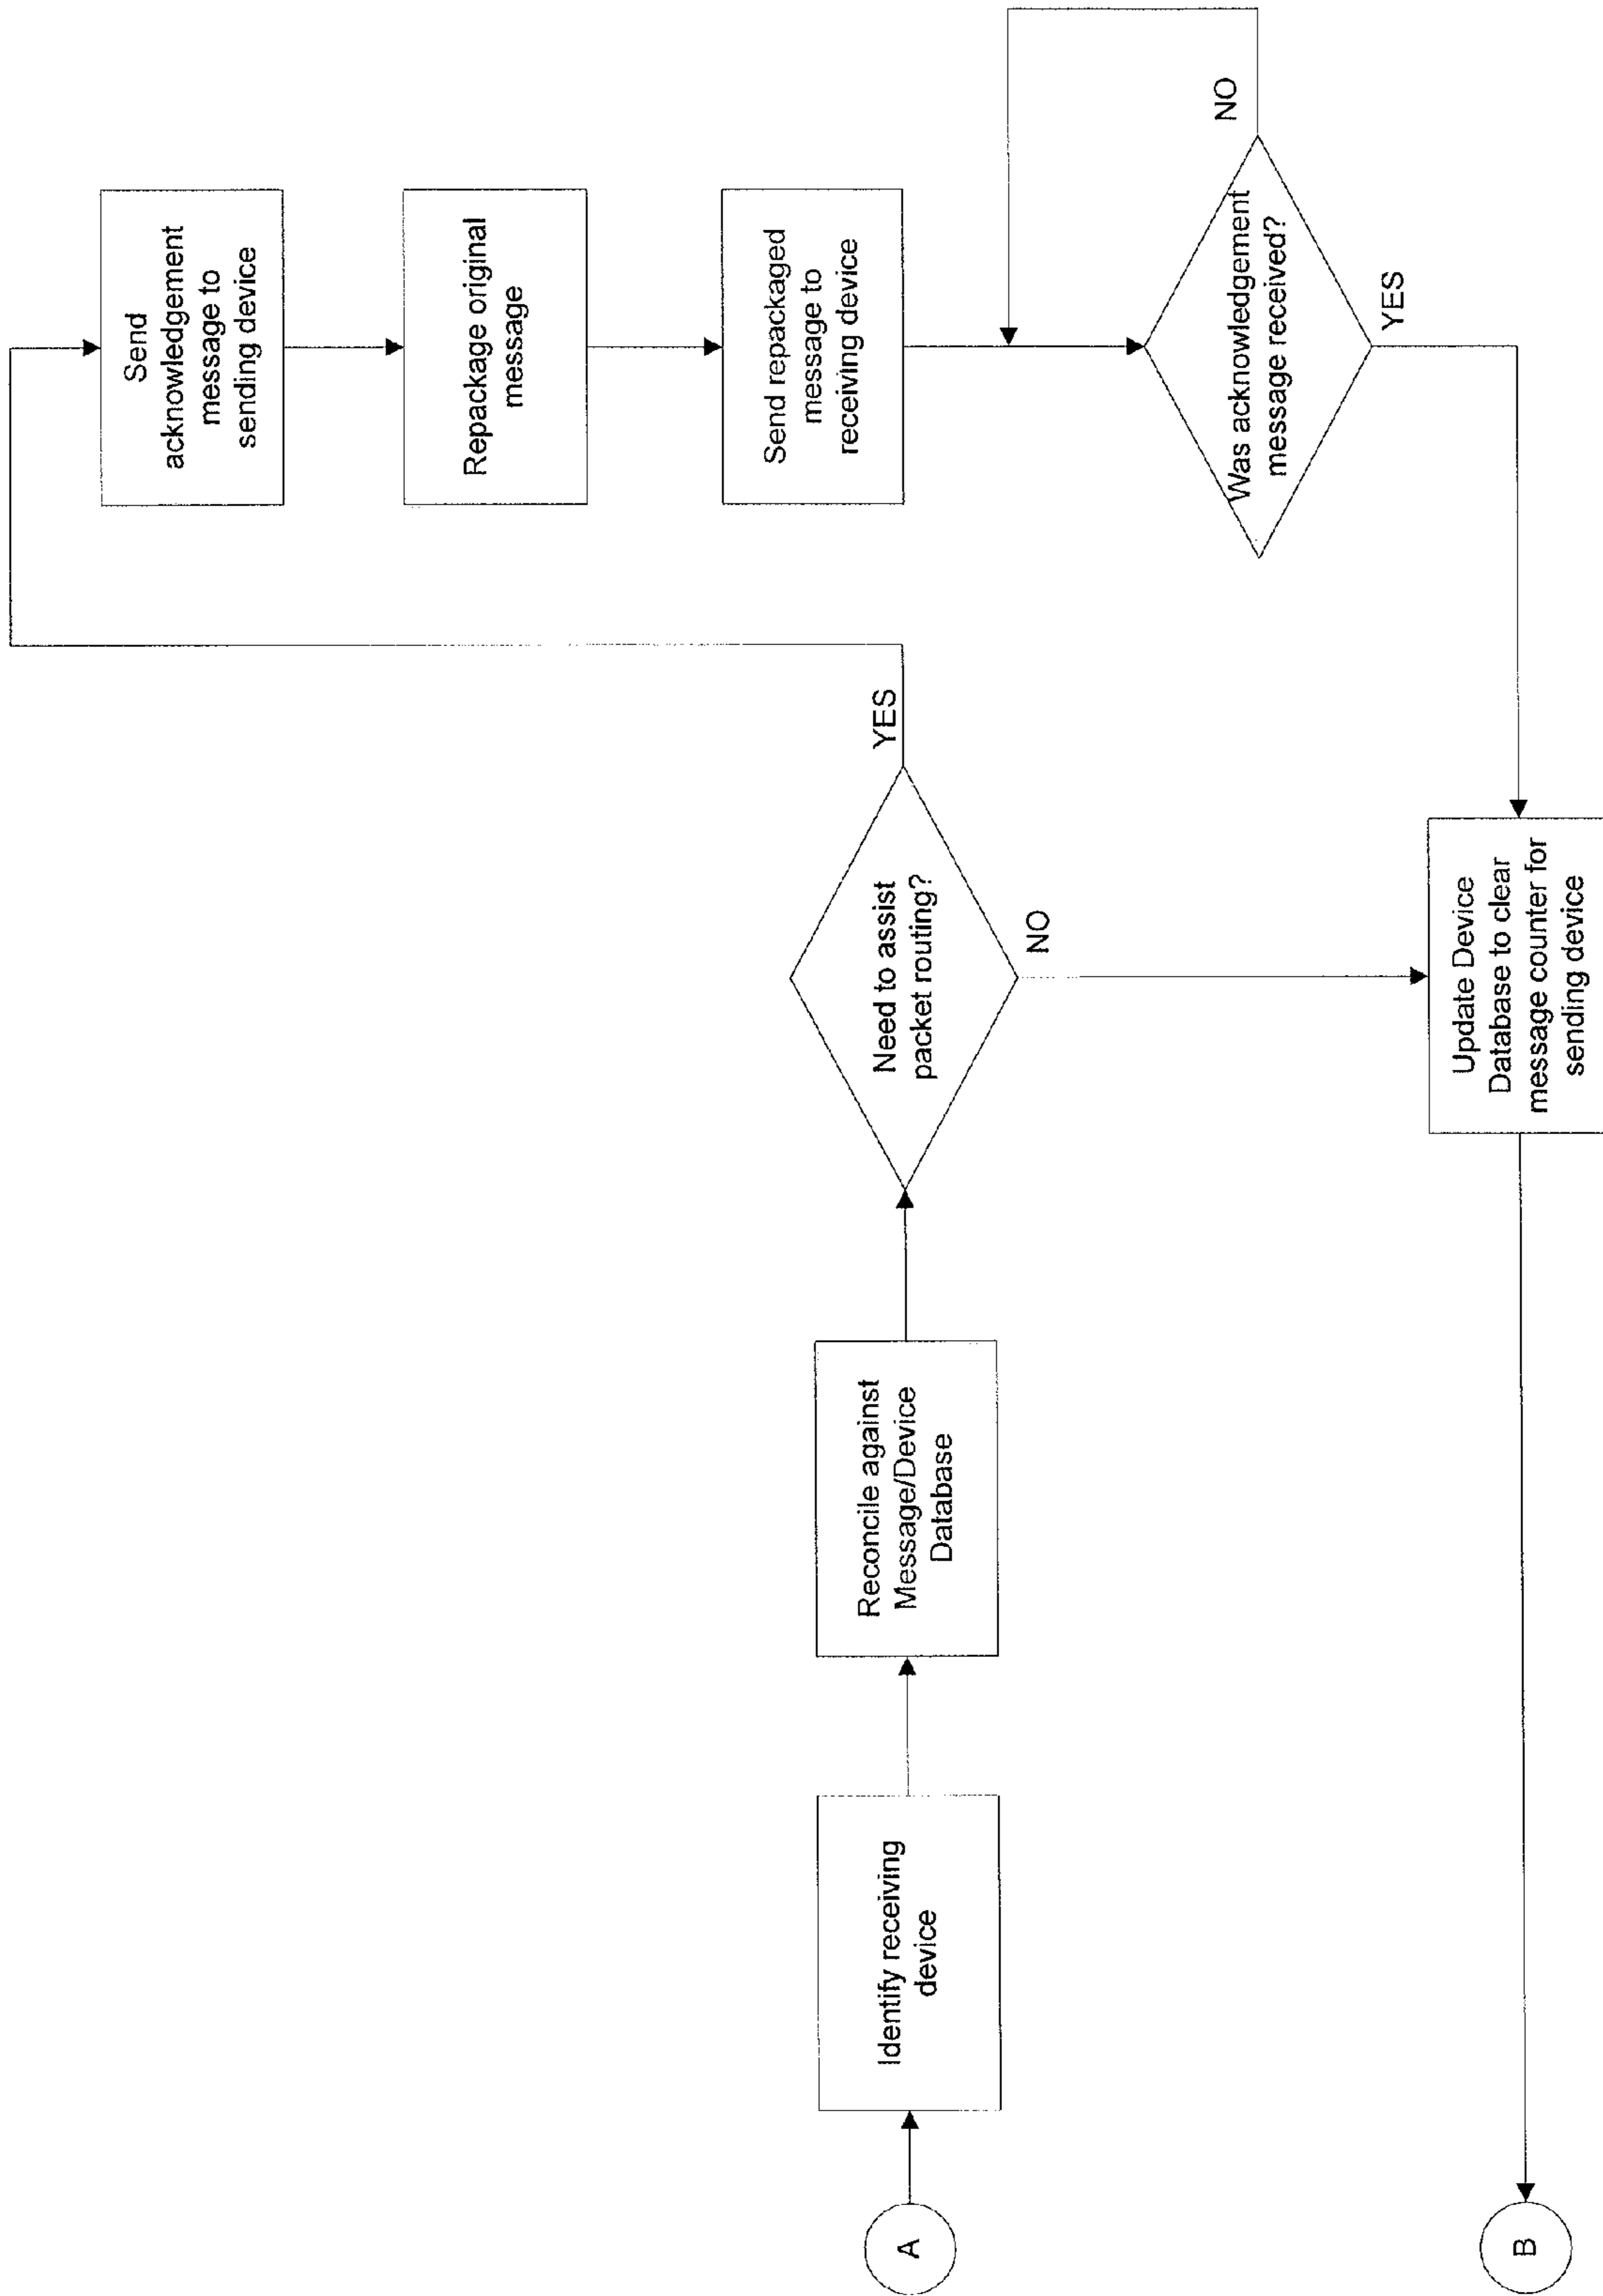 A
Identify receiving
device
Reconcile against
Message/Device
Database
Need to assist
packet routing?
YES
NO
Send
acknowledgement
message to
sending device
Repackage original
message
Send repackaged
message to
receiving device
Was acknowledgement
message received?
NO
YES
Update Device
Database to clear
message counter for
sending device
B